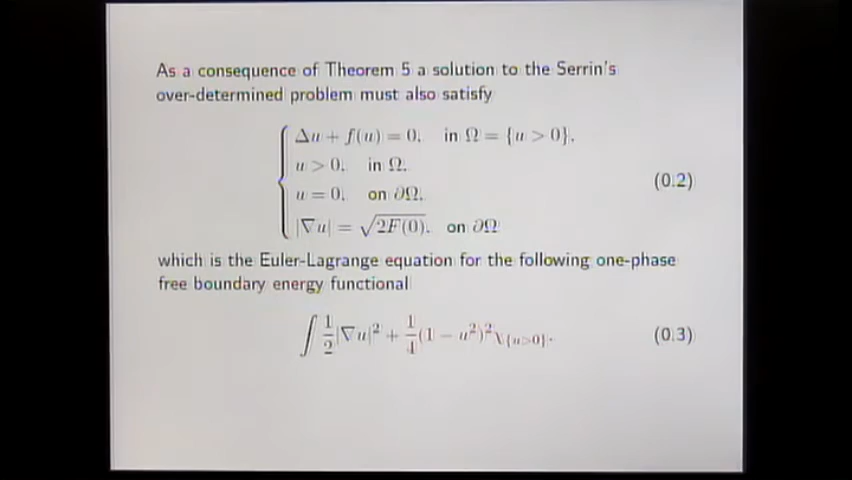 As a consequence of Theorem 5 a solution to the Serrin's
over-determined problem must also satisfy
Δu + f(u) = 0, in Ω = {u > 0},
u > 0, in Ω,
u = 0, on ∂Ω,
|∇u| = √2F(0), on ∂Ω
(0.2)
which is the Euler-Lagrange equation for the following one-phase
free boundary energy functional
∫ 1/2 |∇u|² + 1/4 (1 − u²)² χ{u>0}. (0.3)